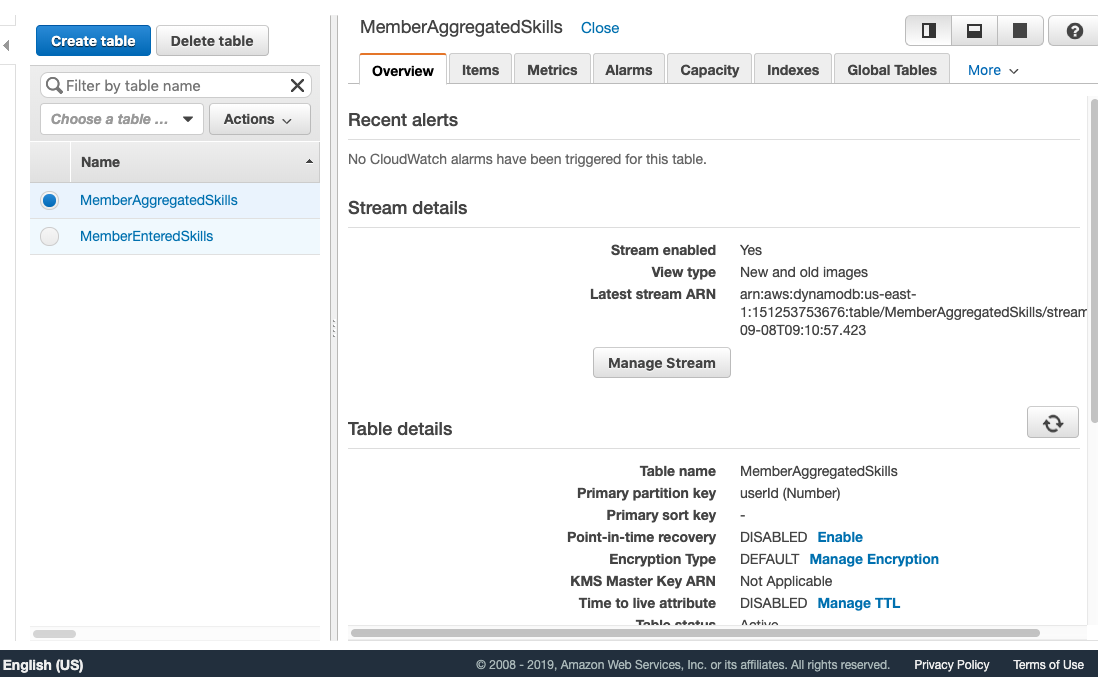 Create table
Delete table
Filter by table name
Choose a table ...
Actions
Name
MemberAggregatedSkills
MemberEnteredSkills
MemberAggregatedSkills Close
Overview Items Metrics Alarms Capacity Indexes Global Tables More
Recent alerts
No CloudWatch alarms have been triggered for this table.
Stream details
Stream enabled Yes
View type New and old images
Latest stream ARN arn:aws:dynamodb:us-east-
1:151253753676:table/MemberAggregatedSkills/stream
09-08T09:10:57.423
Manage Stream
Table details
Table name MemberAggregatedSkills
Primary partition key userId (Number)
Primary sort key -
Point-in-time recovery DISABLED Enable
Encryption Type DEFAULT Manage Encryption
KMS Master Key ARN Not Applicable
Time to live attribute DISABLED Manage TTL
Table status Active
English (US)
© 2008 - 2019, Amazon Web Services, Inc. or its affiliates. All rights reserved. Privacy Policy Terms of Use